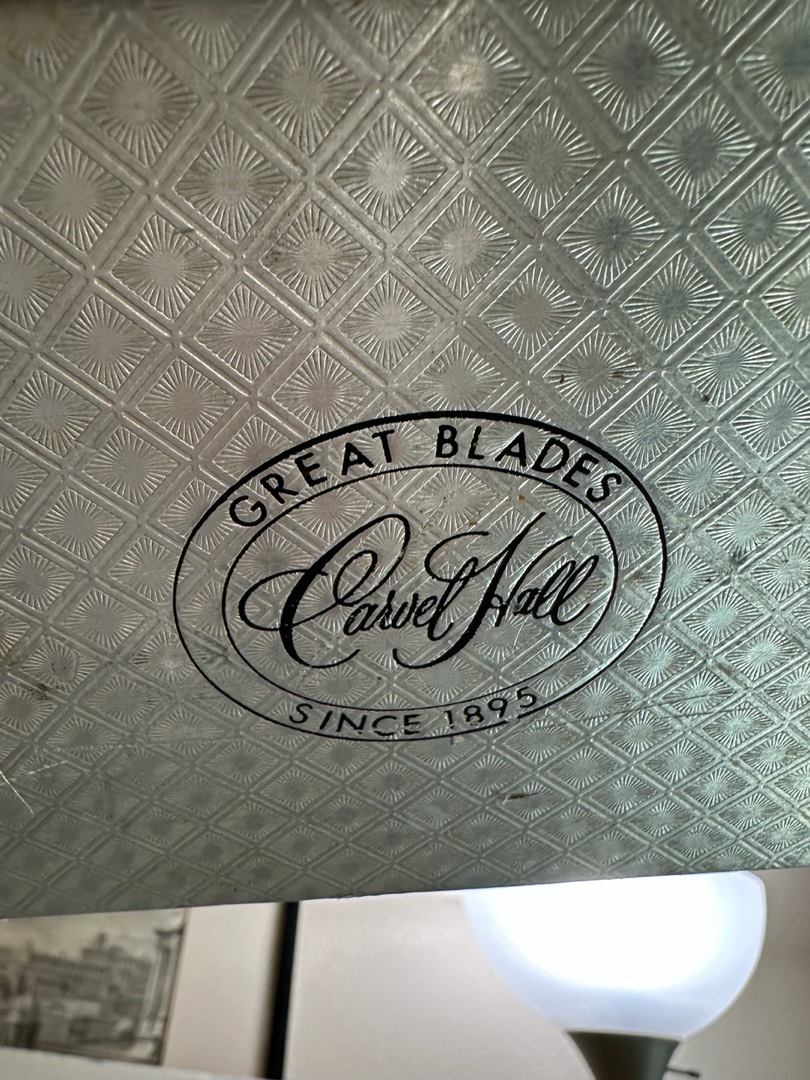 GREAT BLADES
Carvel Hall
SINCE 1895